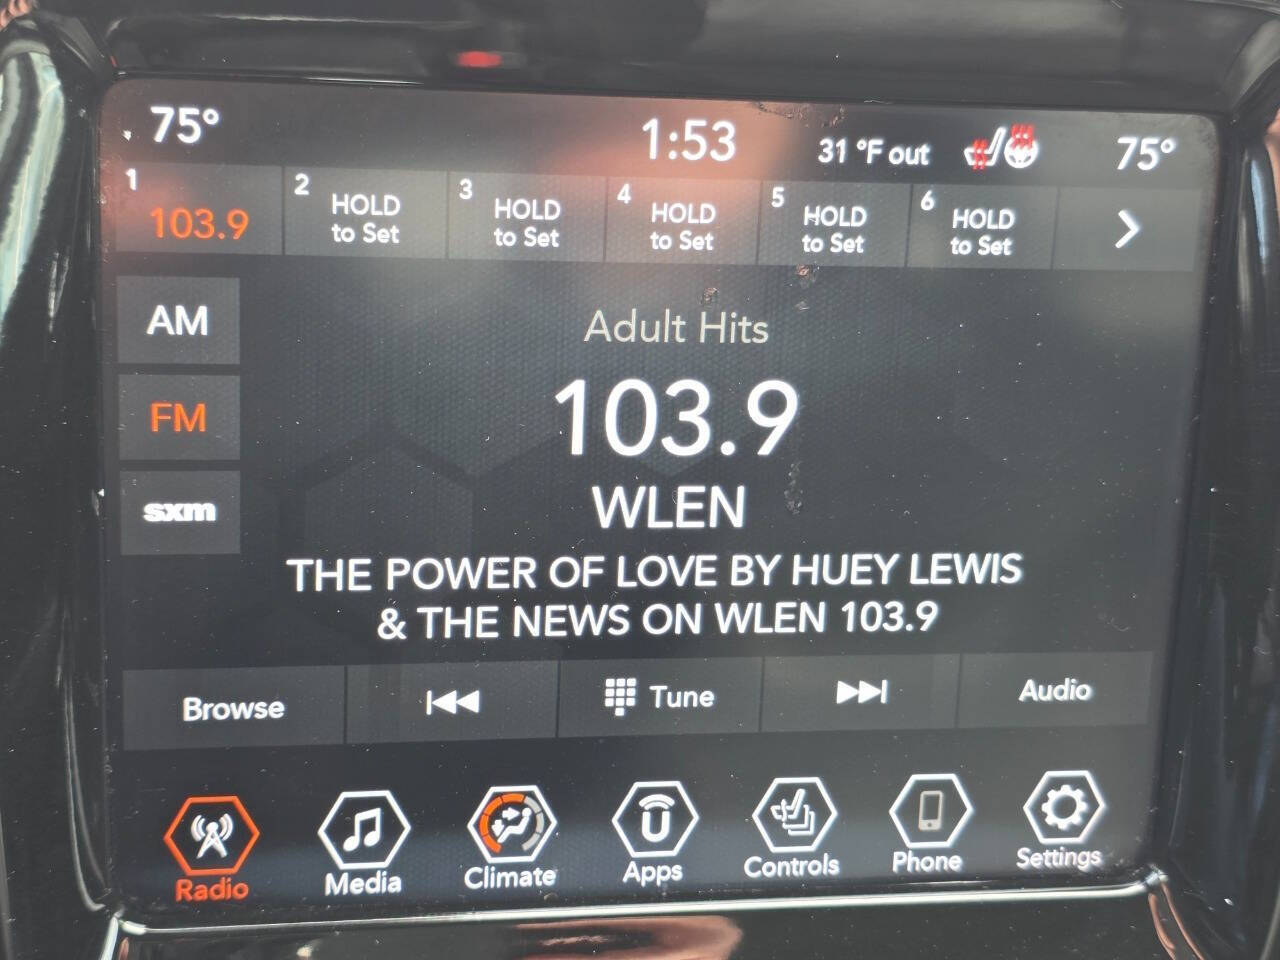 75° 1:53 31 °F out 75°
1 2 3 4 5 6
103.9 HOLD to Set HOLD to Set HOLD to Set HOLD to Set HOLD to Set
AM
FM
sxm
Adult Hits
103.9
WLEN
THE POWER OF LOVE BY HUEY LEWIS
& THE NEWS ON WLEN 103.9
Browse Tune Audio
Radio Media Climate Apps Controls Phone Settings